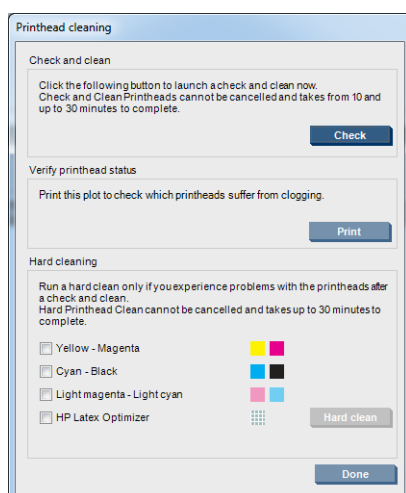 Printhead cleaning
Check and clean
Click the following button to launch a check and clean now.
Check and Clean Printheads cannot be cancelled and takes from 10 and
up to 30 minutes to complete.
Check
Verify printhead status
Print this plot to check which printheads suffer from clogging.
Print
Hard cleaning
Run a hard clean only if you experience problems with the printheads after
a check and clean.
Hard Printhead Clean cannot be cancelled and takes up to 30 minutes to
complete.
Yellow - Magenta
Cyan - Black
Light magenta - Light cyan
HP Latex Optimizer
Hard clean
Done